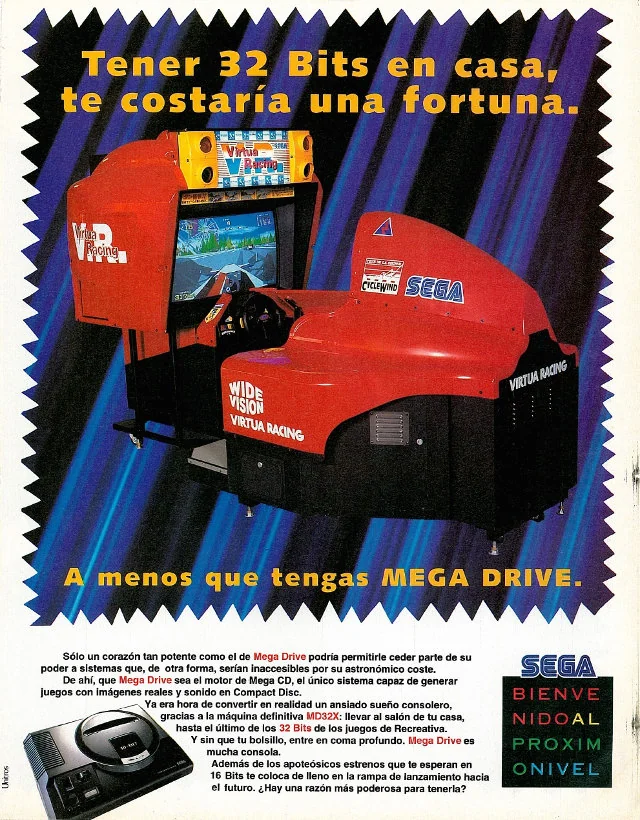 Tener 32 Bits en casa,
te costaría una fortuna.
Virtua
Racing
V.R.
Virtua
Racing
V.R.
CYCLEWIND
SEGA
WIDE
VISION
VIRTUA RACING
VIRTUA RACING
A menos que tengas MEGA DRIVE.
Sólo un corazón tan potente como el de Mega Drive podría permitirle ceder parte de su
poder a sistemas que, de otra forma, serían inaccesibles por su astronómico coste.
De ahí, que Mega Drive sea el motor de Mega CD, el único sistema capaz de generar
juegos con imágenes reales y sonido en Compact Disc.
Ya era hora de convertir en realidad un ansiado sueño consolero,
gracias a la máquina definitiva MD32X: llevar al salón de tu casa,
hasta el último de los 32 Bits de los juegos de Recreativa.
Y sin que tu bolsillo, entre en coma profundo. Mega Drive es
mucha consola.
Además de los apoteósicos estrenos que te esperan en
16 Bits te coloca de lleno en la rampa de lanzamiento hacia
el futuro. ¿Hay una razón más poderosa para tenerla?
16-BIT
SEGA
BIENVE
NIDOAL
PROXIM
ONIVEL
Unitros